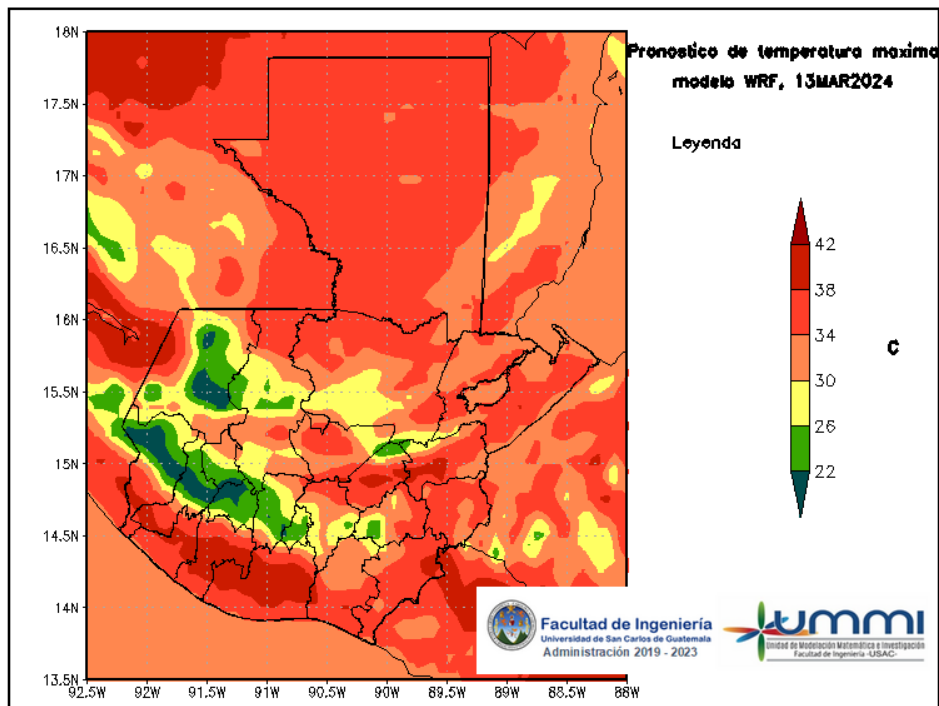 Pronostico de temperatura maxima
modelo WRF, 13MAR2024
Leyenda
42
38
34
30
26
22
C
18N
17.5N
17N
16.5N
16N
15.5N
15N
14.5N
14N
13.5N
92.5W 92W 91.5W 91W 90.5W 90W 89.5W 89W 88.5W 88W
Facultad de Ingeniería
Universidad de San Carlos de Guatemala
Administración 2019 - 2023
UMMI
Unidad de Modelación Matemática e Investigación
Facultad de Ingeniería -USAC-